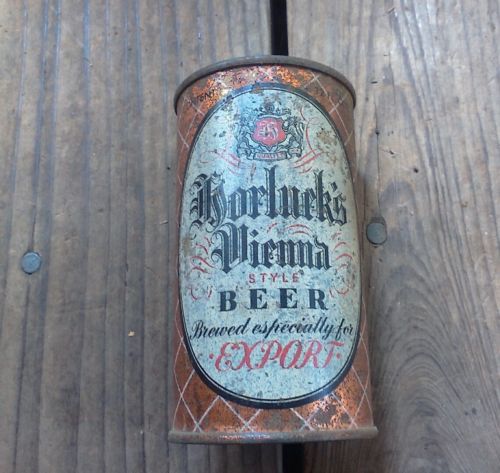 Horluck's
Vienna
STYLE
BEER
Brewed especially for
EXPORT